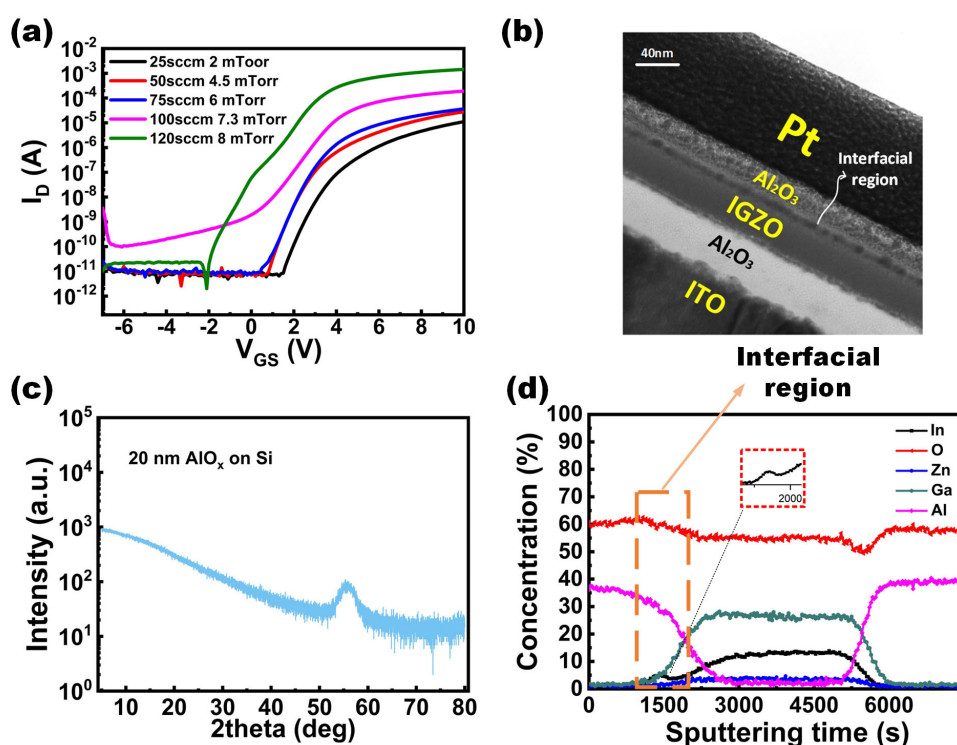 (a)
10⁻²
10⁻³
10⁻⁴
10⁻⁵
10⁻⁶
10⁻⁷
10⁻⁸
10⁻⁹
10⁻¹⁰
10⁻¹¹
10⁻¹²
I_D (A)
25sccm 2 mToor
50sccm 4.5 mTorr
75sccm 6 mTorr
100sccm 7.3 mTorr
120sccm 8 mTorr
-6 -4 -2 0 2 4 6 8 10
V_GS (V)
(b)
40nm
Pt
Interfacial
region
Al₂O₃
IGZO
Al₂O₃
ITO
(c)
10⁵
10⁴
10³
10²
10¹
10⁰
Intensity (a.u.)
20 nm AlOₓ on Si
10 20 30 40 50 60 70 80
2theta (deg)
Interfacial
region
(d)
100
90
80
70
60
50
40
30
20
10
0
Concentration (%)
In
O
Zn
Ga
Al
2000
0 1500 3000 4500 6000
Sputtering time (s)